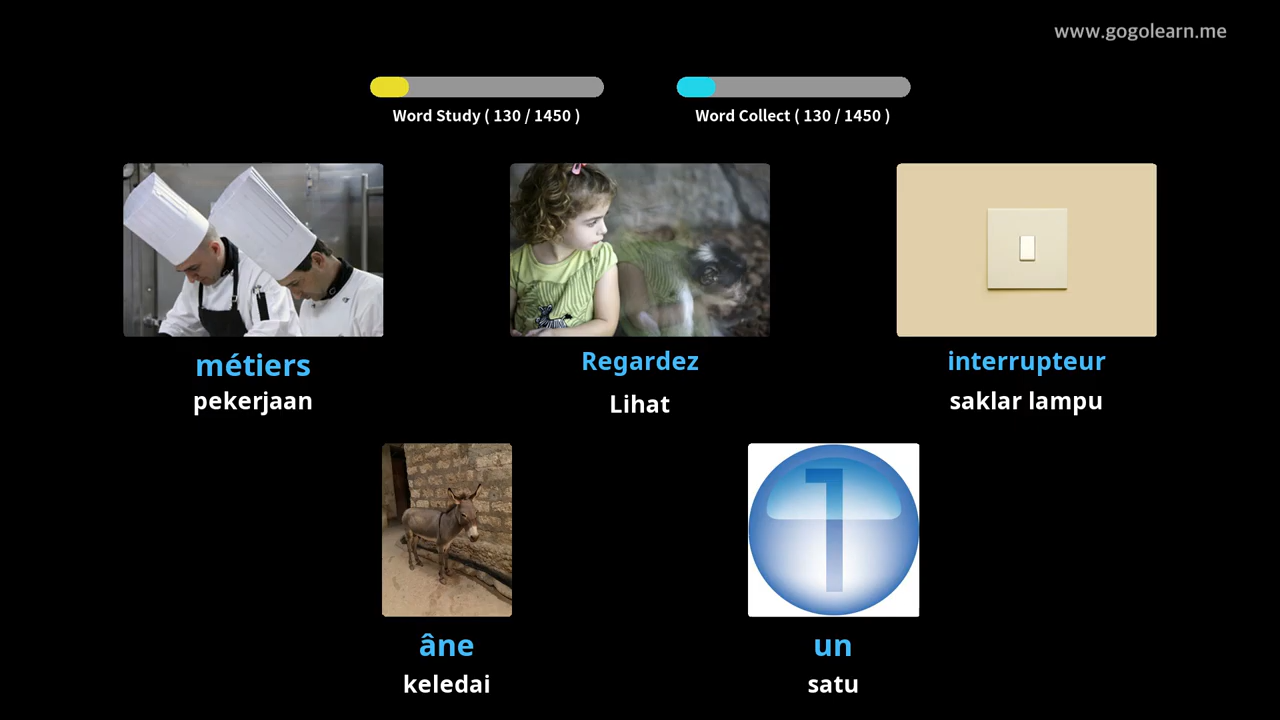 www.gogolearn.me
Word Study ( 130 / 1450 )
Word Collect ( 130 / 1450 )
métiers
pekerjaan
Regardez
Lihat
interrupteur
saklar lampu
âne
keledai
1
un
satu